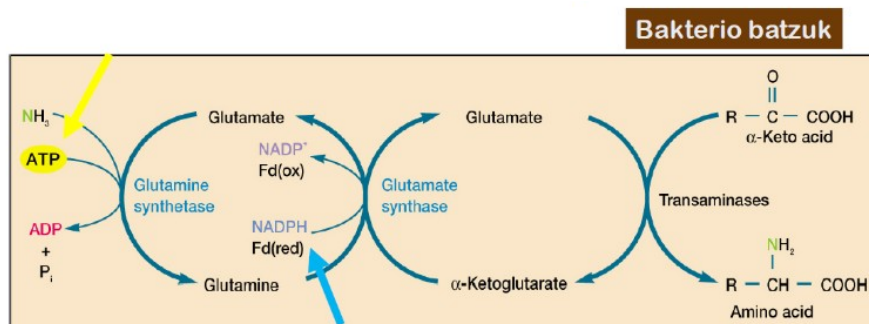 Bakterio batzuk
NH₃
ATP
ADP
+
Pᵢ
Glutamine
synthetase
Glutamate
Glutamine
NADP⁺
Fd(ox)
NADPH
Fd(red)
Glutamate
synthase
Glutamate
α-Ketoglutarate
Transaminases
O
R — C — COOH
α-Keto acid
NH₂
R — CH — COOH
Amino acid